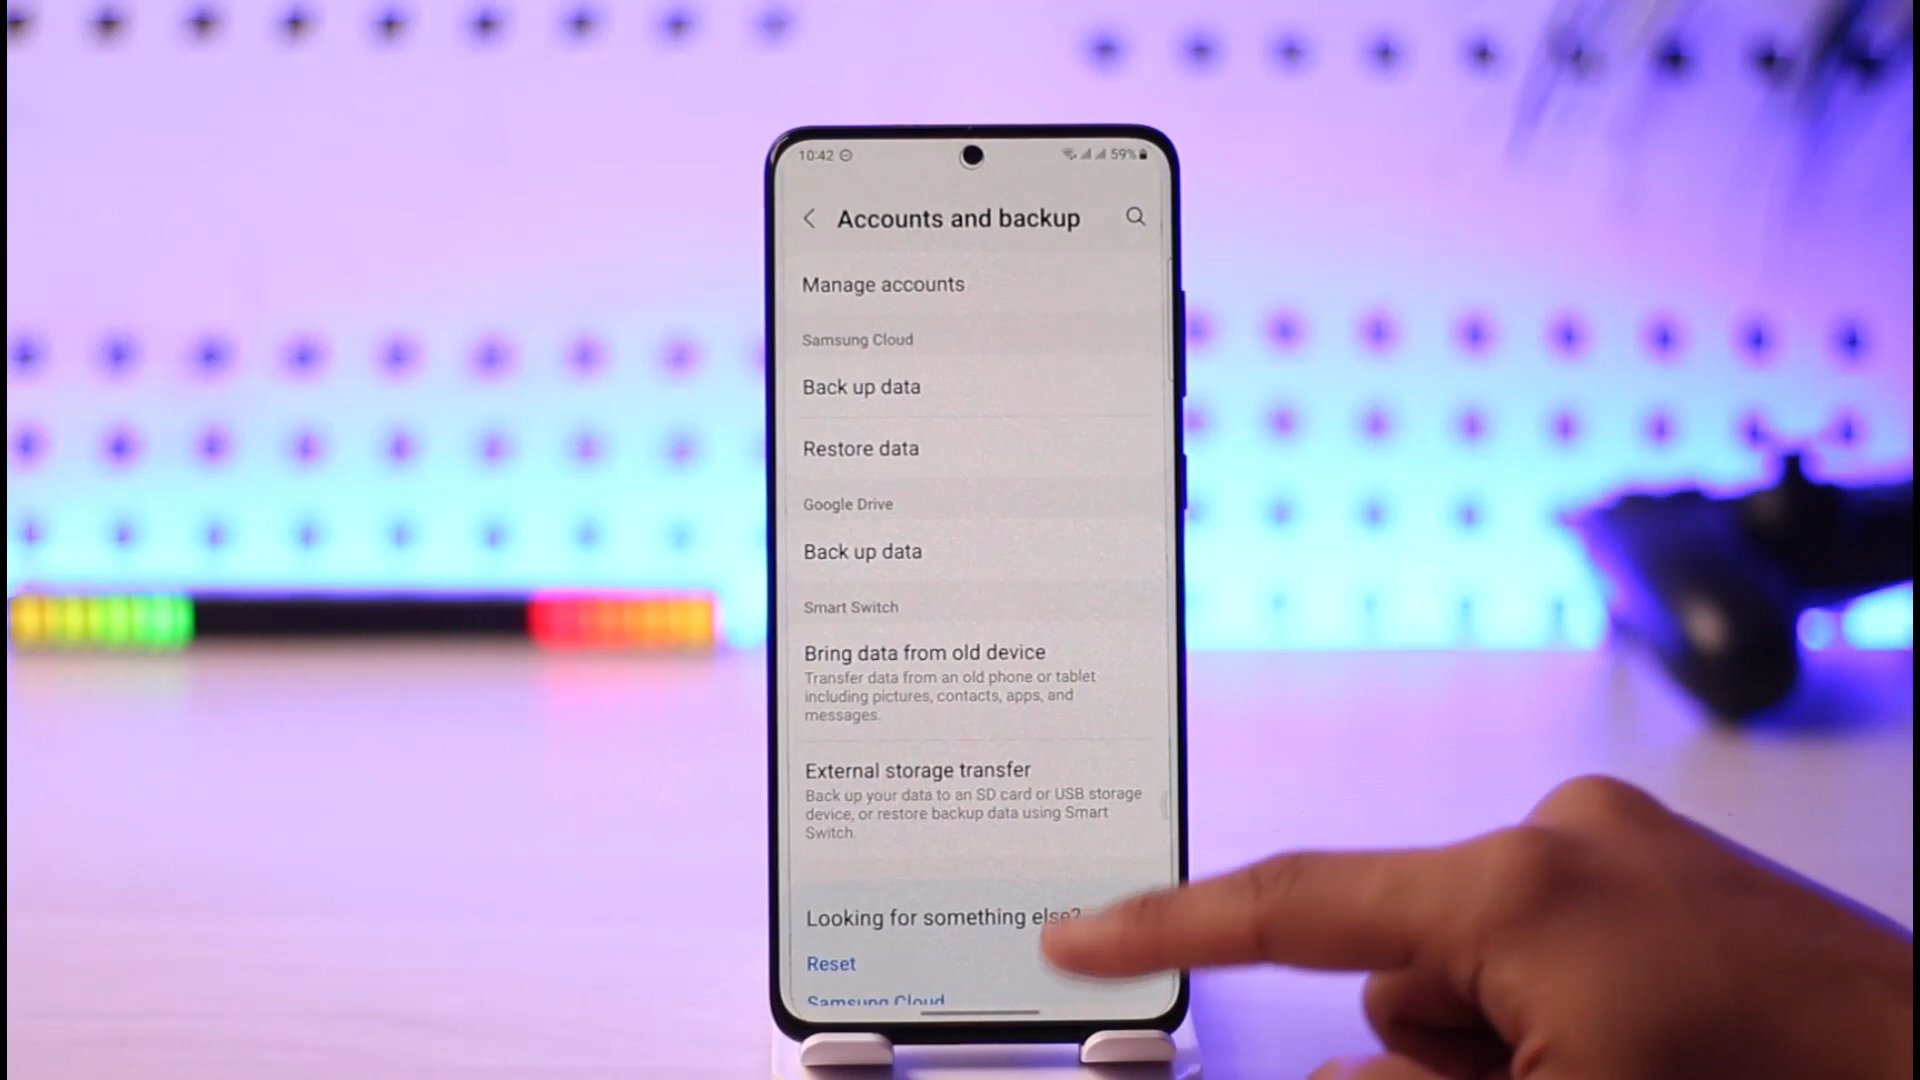 10:42
59%
Accounts and backup
Manage accounts
Samsung Cloud
Back up data
Restore data
Google Drive
Back up data
Smart Switch
Bring data from old device
Transfer data from an old phone or tablet
including pictures, contacts, apps, and
messages.
External storage transfer
Back up your data to an SD card or USB storage
device, or restore backup data using Smart
Switch.
Looking for something else?
Reset
Samsung Cloud